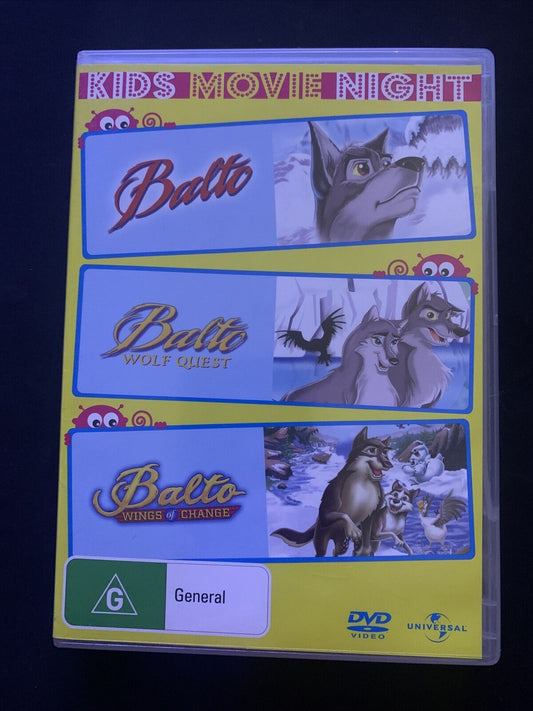 KIDS MOVIE NIGHT
Balto
Balto
WOLF QUEST
Balto
WINGS of CHANGE
G
General
DVD
VIDEO
UNIVERSAL